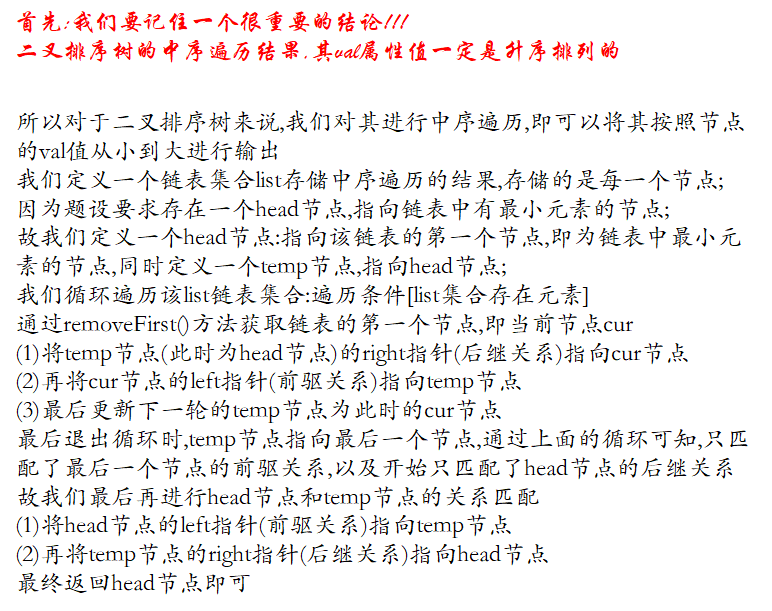 首先:我们要记住一个很重要的结论!!!
二叉排序树的中序遍历结果,其val属性值一定是升序排列的
所以对于二叉排序树来说,我们对其进行中序遍历,即可以将其按照节点
的val值从小到大进行输出
我们定义一个链表集合list存储中序遍历的结果,存储的是每一个节点;
因为题设要求存在一个head节点,指向链表中有最小元素的节点;
故我们定义一个head节点:指向该链表的第一个节点,即为链表中最小元
素的节点,同时定义一个temp节点,指向head节点;
我们循环遍历该list链表集合:遍历条件[list集合存在元素]
通过removeFirst()方法获取链表的第一个节点,即当前节点cur
(1)将temp节点(此时为head节点)的right指针(后继关系)指向cur节点
(2)再将cur节点的left指针(前驱关系)指向temp节点
(3)最后更新下一轮的temp节点为此时的cur节点
最后退出循环时,temp节点指向最后一个节点,通过上面的循环可知,只匹
配了最后一个节点的前驱关系,以及开始只匹配了head节点的后继关系
故我们最后再进行head节点和temp节点的关系匹配
(1)将head节点的left指针(前驱关系)指向temp节点
(2)再将temp节点的right指针(后继关系)指向head节点
最终返回head节点即可